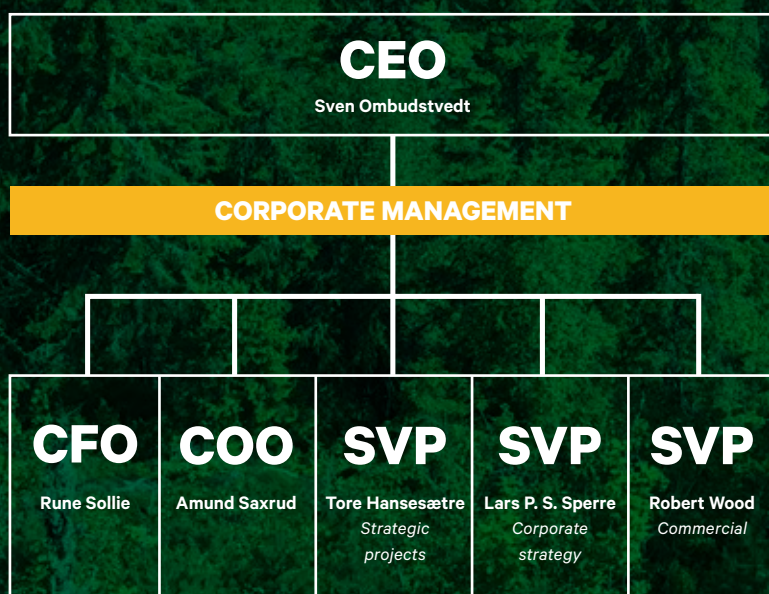 CEO
Sven Ombudstvedt
CORPORATE MANAGEMENT
CFO
Rune Sollie
COO
Amund Saxrud
SVP
Tore Hansesætre
Strategic
projects
SVP
Lars P. S. Sperre
Corporate
strategy
SVP
Robert Wood
Commercial